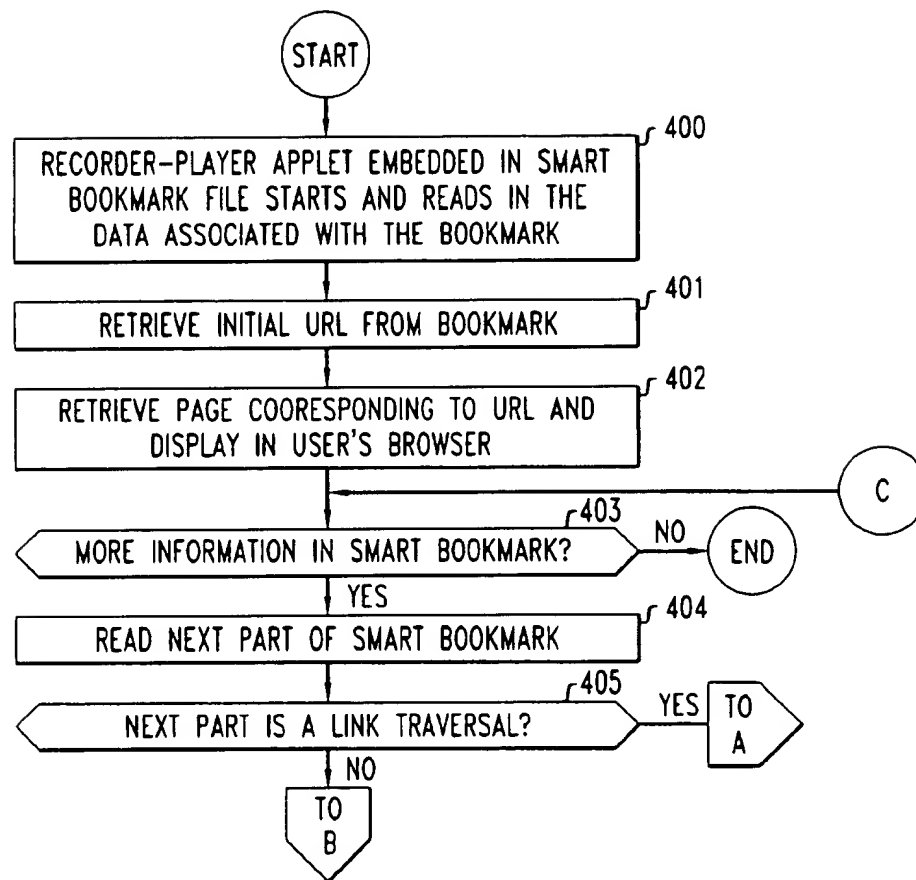 START
400
RECORDER-PLAYER APPLET EMBEDDED IN SMART
BOOKMARK FILE STARTS AND READS IN THE
DATA ASSOCIATED WITH THE BOOKMARK
401
RETRIEVE INITIAL URL FROM BOOKMARK
402
RETRIEVE PAGE COORESPONDING TO URL AND
DISPLAY IN USER'S BROWSER
C
403
MORE INFORMATION IN SMART BOOKMARK?
NO
END
YES
404
READ NEXT PART OF SMART BOOKMARK
405
NEXT PART IS A LINK TRAVERSAL?
YES
TO
A
NO
TO
B